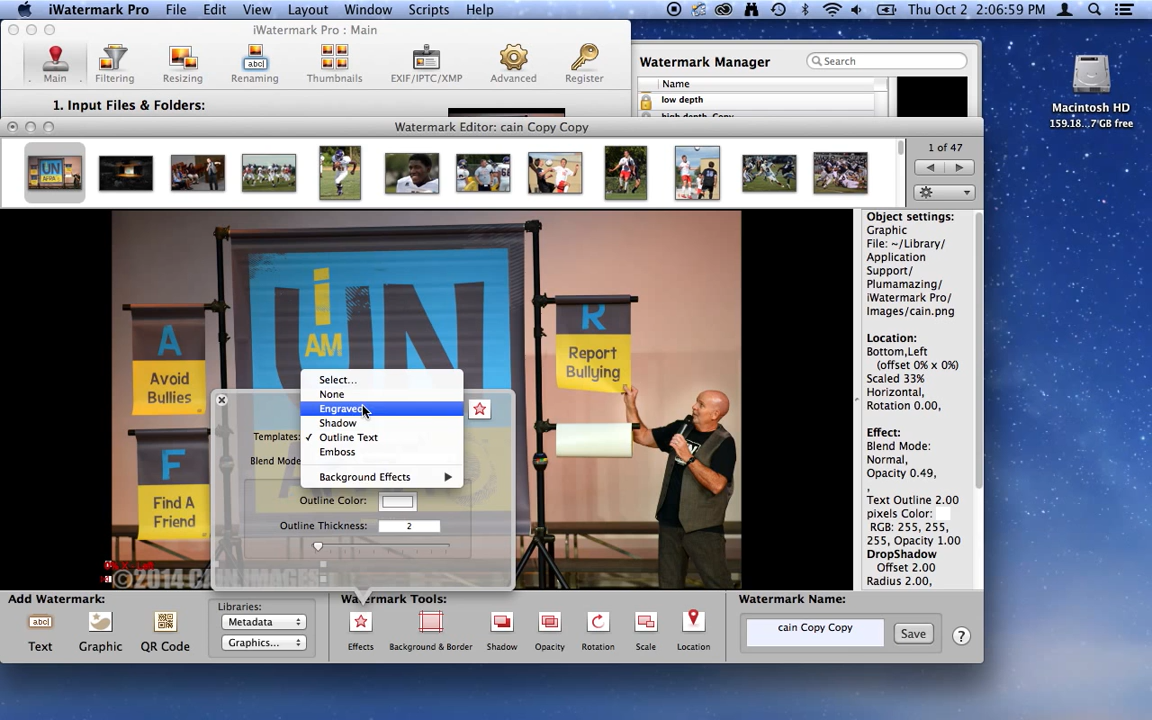 iWatermark Pro File Edit View Layout Window Scripts Help Thu Oct 2 2:06:59 PM
iWatermark Pro : Main
Main Filtering Resizing Renaming Thumbnails EXIF/IPTC/XMP Advanced Register
abc|
1. Input Files & Folders:
Watermark Manager Search
Name
low depth
high depth Copy
Macintosh HD
159.18...7 GB free
Watermark Editor: cain Copy Copy
1 of 47
UN
I
AM
A
Avoid
Bullies
F
Find A
Friend
R
Report
Bullying
Select...
None
Engraved
Shadow
✓ Outline Text
Emboss
Background Effects
Templates:
Blend Mode
Outline Color:
Outline Thickness: 2
©2014 CAIN IMAGES
Object settings:
Graphic
File: ~/Library/
Application
Support/
Plumamazing/
iWatermark Pro/
Images/cain.png
Location:
Bottom,Left
(offset 0% x 0%)
Scaled 33%
Horizontal,
Rotation 0.00,
Effect:
Blend Mode:
Normal,
Opacity 0.49,
,
Text Outline 2.00
pixels Color:
RGB: 255, 255,
255, Opacity 1.00
DropShadow
Offset 2.00
Radius 2.00,
Add Watermark:
abc|
Text Graphic QR Code
Libraries:
Metadata
Graphics...
Watermark Tools:
Effects Background & Border Shadow Opacity Rotation Scale Location
Watermark Name:
cain Copy Copy
Save ?